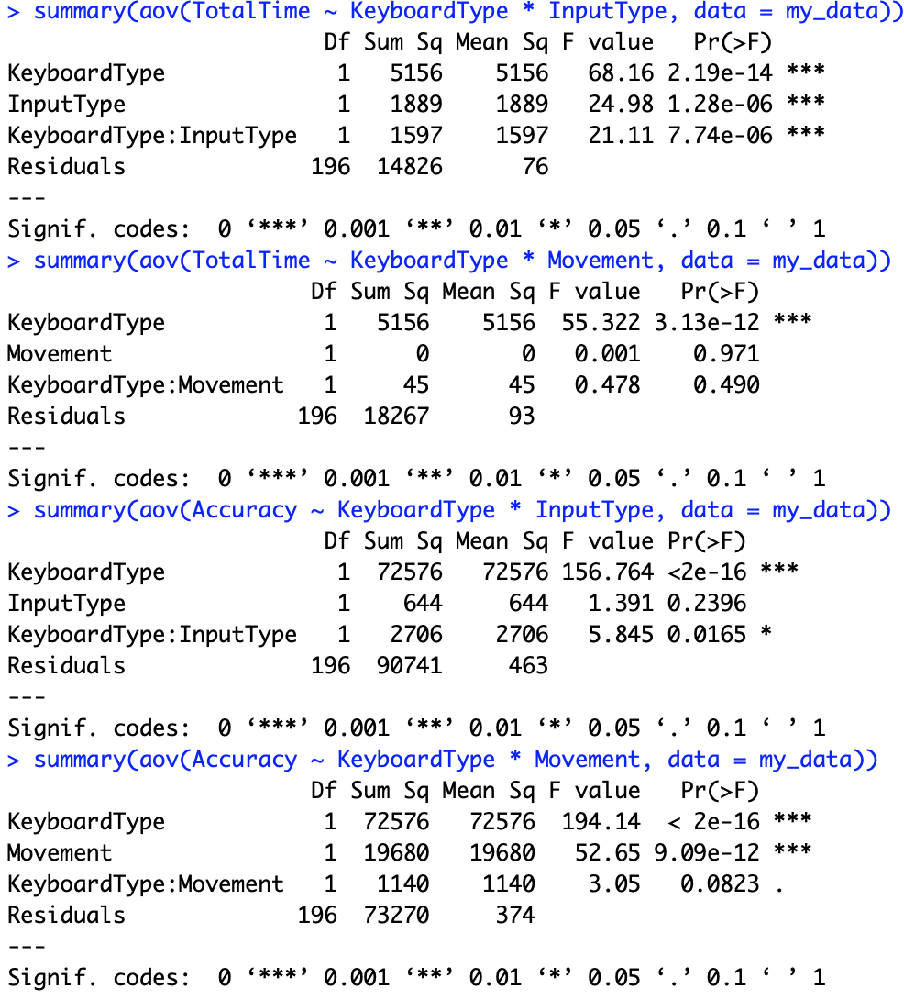 > summary(aov(TotalTime ~ KeyboardType * InputType, data = my_data))
                        Df Sum Sq Mean Sq F value   Pr(>F)    
KeyboardType             1   5156    5156   68.16 2.19e-14 ***
InputType                1   1889    1889   24.98 1.28e-06 ***
KeyboardType:InputType   1   1597    1597   21.11 7.74e-06 ***
Residuals              196  14826      76
---
Signif. codes:  0 ‘***’ 0.001 ‘**’ 0.01 ‘*’ 0.05 ‘.’ 0.1 ‘ ’ 1
> summary(aov(TotalTime ~ KeyboardType * Movement, data = my_data))
                       Df Sum Sq Mean Sq F value   Pr(>F)    
KeyboardType            1   5156    5156  55.322 3.13e-12 ***
Movement                1      0       0   0.001    0.971
KeyboardType:Movement   1     45      45   0.478    0.490
Residuals             196  18267      93
---
Signif. codes:  0 ‘***’ 0.001 ‘**’ 0.01 ‘*’ 0.05 ‘.’ 0.1 ‘ ’ 1
> summary(aov(Accuracy ~ KeyboardType * InputType, data = my_data))
                        Df Sum Sq Mean Sq F value Pr(>F)    
KeyboardType             1  72576   72576 156.764 <2e-16 ***
InputType                1    644     644   1.391 0.2396
KeyboardType:InputType   1   2706    2706   5.845 0.0165 *
Residuals              196  90741     463
---
Signif. codes:  0 ‘***’ 0.001 ‘**’ 0.01 ‘*’ 0.05 ‘.’ 0.1 ‘ ’ 1
> summary(aov(Accuracy ~ KeyboardType * Movement, data = my_data))
                       Df Sum Sq Mean Sq F value   Pr(>F)    
KeyboardType            1  72576   72576  194.14  < 2e-16 ***
Movement                1  19680   19680   52.65 9.09e-12 ***
KeyboardType:Movement   1   1140    1140    3.05   0.0823 .
Residuals             196  73270     374
---
Signif. codes:  0 ‘***’ 0.001 ‘**’ 0.01 ‘*’ 0.05 ‘.’ 0.1 ‘ ’ 1